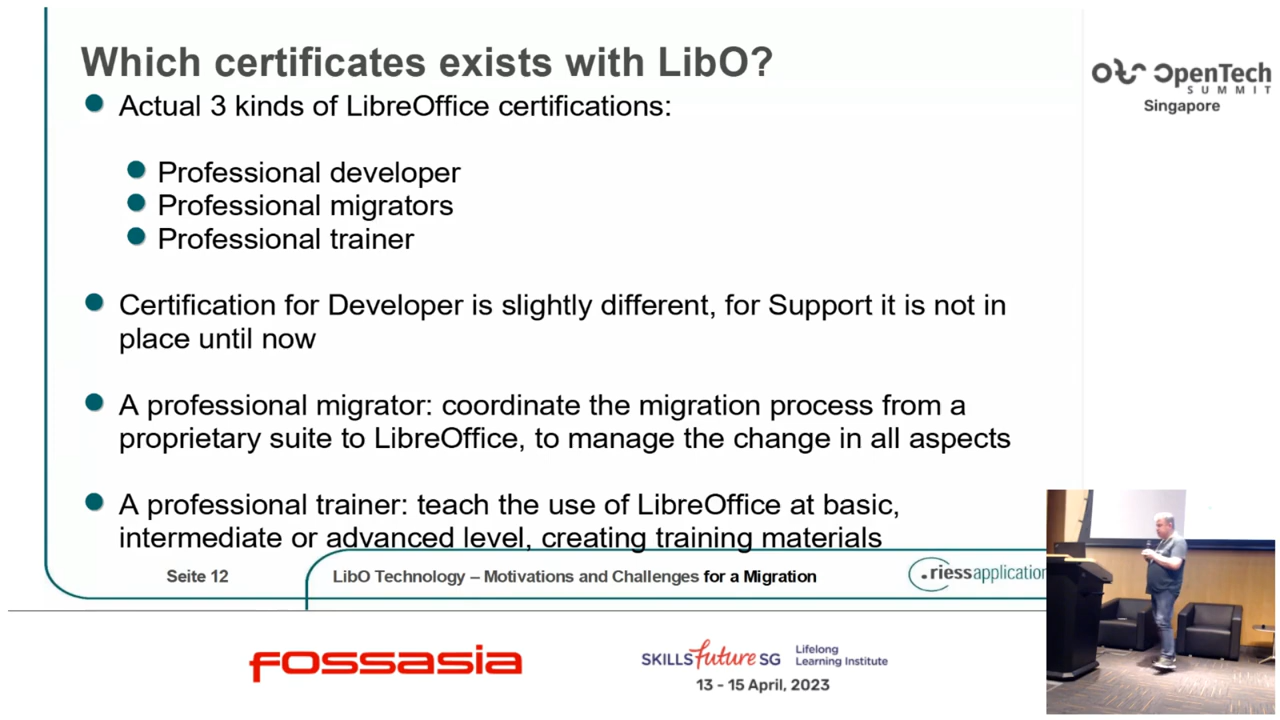 Which certificates exists with LibO?
Actual 3 kinds of LibreOffice certifications:
Professional developer
Professional migrators
Professional trainer
Certification for Developer is slightly different, for Support it is not in
place until now
A professional migrator: coordinate the migration process from a
proprietary suite to LibreOffice, to manage the change in all aspects
A professional trainer: teach the use of LibreOffice at basic,
intermediate or advanced level, creating training materials
Seite 12
LibO Technology – Motivations and Challenges for a Migration
.riessapplication
OpenTech
SUMMIT
Singapore
FOSSASIA
SKILLSfuture SG
Lifelong
Learning Institute
13 - 15 April, 2023